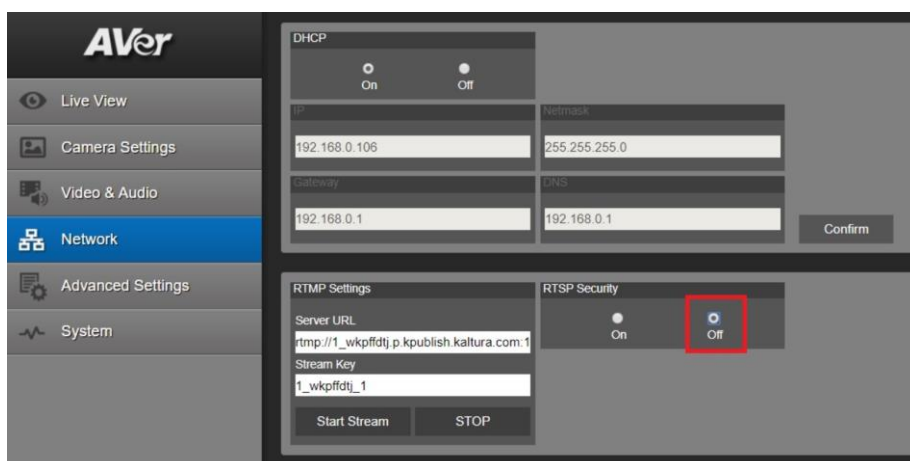 AVer
Live View
Camera Settings
Video & Audio
Network
Advanced Settings
System
DHCP
On
Off
IP
Netmask
192.168.0.106
255.255.255.0
Gateway
DNS
192.168.0.1
192.168.0.1
Confirm
RTMP Settings
RTSP Security
Server URL
rtmp://1_wkpffdtj.p.kpublish.kaltura.com:1
On
Off
Stream Key
1_wkpffdtj_1
Start Stream
STOP